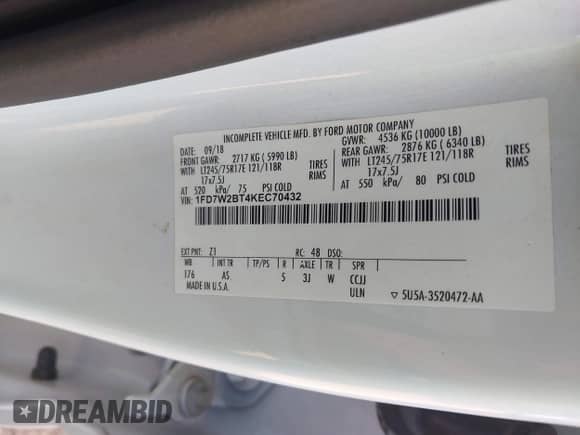 INCOMPLETE VEHICLE MFD. BY FORD MOTOR COMPANY
DATE: 09/18 GVWR: 4536 KG (10000 LB)
FRONT GAWR: 2717 KG ( 5990 LB) REAR GAWR: 2876 KG ( 6340 LB)
WITH LT245/75R17E 121/118R TIRES WITH LT245/75R17E 121/118R TIRES
17x7.5J RIMS 17x7.5J RIMS
AT 520 kPa/ 75 PSI COLD AT 550 kPa/ 80 PSI COLD
VIN: 1FD7W2BT4KEC70432
EXT PNT: Z1 RC: 48 DSO:
WB INT TR TP/PS R AXLE TR SPR
176 AS 5 3J W CCJJ
MADE IN U.S.A. ULN ▽ 5U5A-3520472-AA
DREAMBID